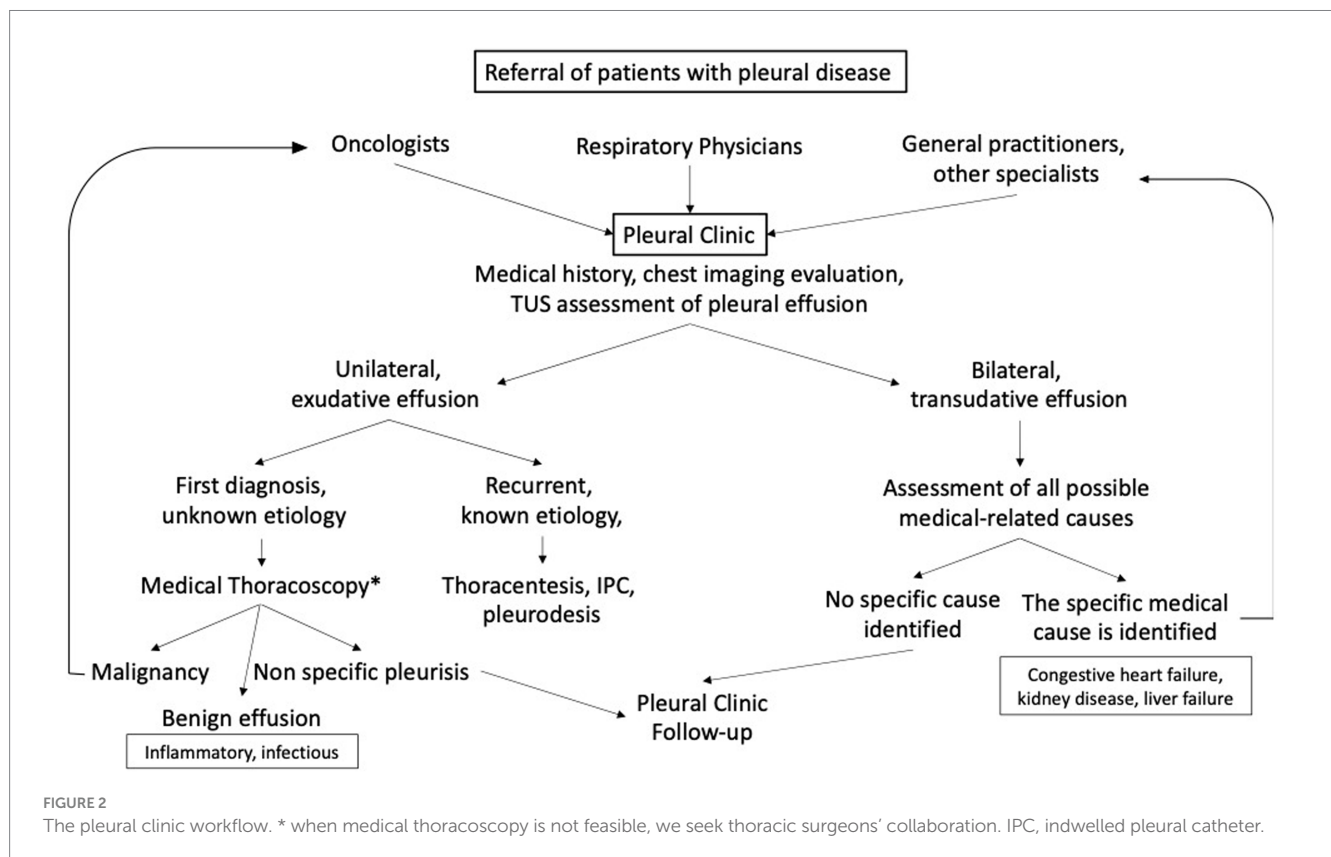 Referral of patients with pleural disease
Oncologists
Respiratory Physicians
General practitioners,
other specialists
Pleural Clinic
Medical history, chest imaging evaluation,
TUS assessment of pleural effusion
Unilateral,
exudative effusion
Bilateral,
transudative effusion
First diagnosis,
unknown etiology
Recurrent,
known etiology,
Assessment of all possible
medical-related causes
Medical Thoracoscopy*
Thoracentesis, IPC,
pleurodesis
No specific cause
identified
The specific medical
cause is identified
Malignancy
Non specific pleurisis
Benign effusion
Inflammatory, infectious
Pleural Clinic
Follow-up
Congestive heart failure,
kidney disease, liver failure
FIGURE 2
The pleural clinic workflow. * when medical thoracoscopy is not feasible, we seek thoracic surgeons’ collaboration. IPC, indwelled pleural catheter.